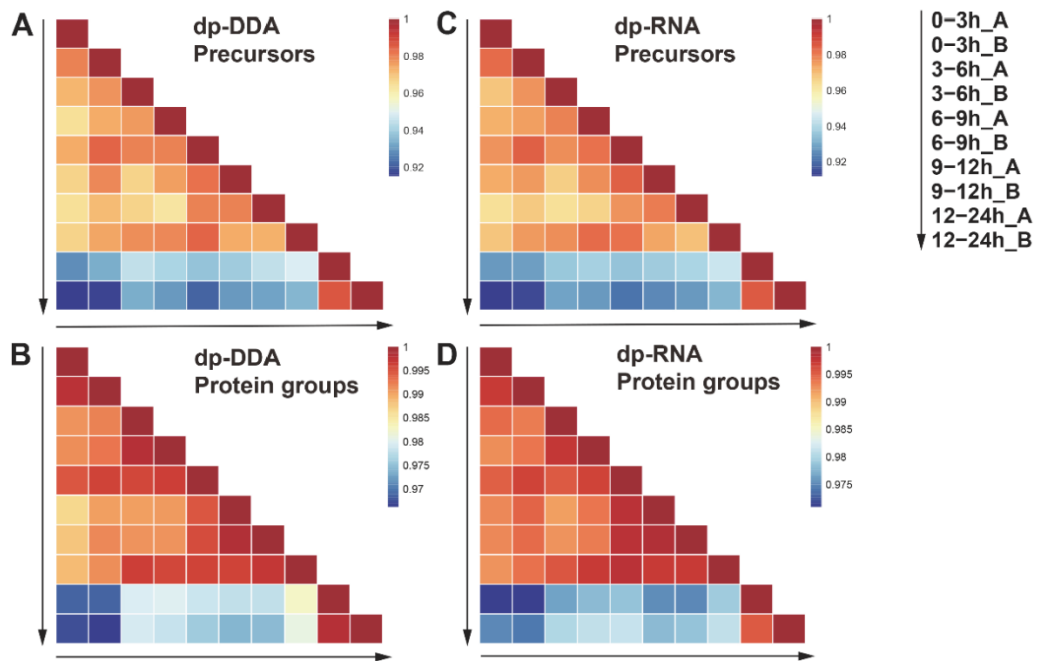 A
dp-DDA
Precursors
1
0.98
0.96
0.94
0.92
C
dp-RNA
Precursors
1
0.98
0.96
0.94
0.92
0−3h_A
0−3h_B
3−6h_A
3−6h_B
6−9h_A
6−9h_B
9−12h_A
9−12h_B
12−24h_A
12−24h_B
B
dp-DDA
Protein groups
1
0.995
0.99
0.985
0.98
0.975
0.97
D
dp-RNA
Protein groups
1
0.995
0.99
0.985
0.98
0.975